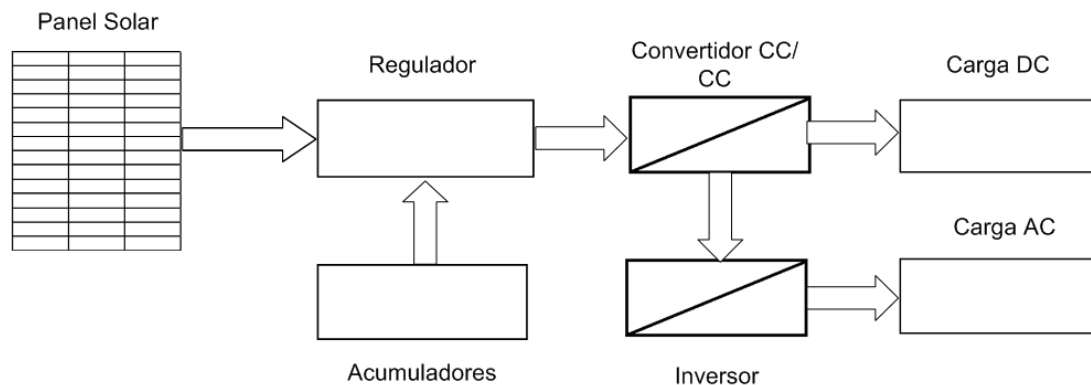 Panel Solar
Regulador
Convertidor CC/
CC
Carga DC
Carga AC
Acumuladores
Inversor